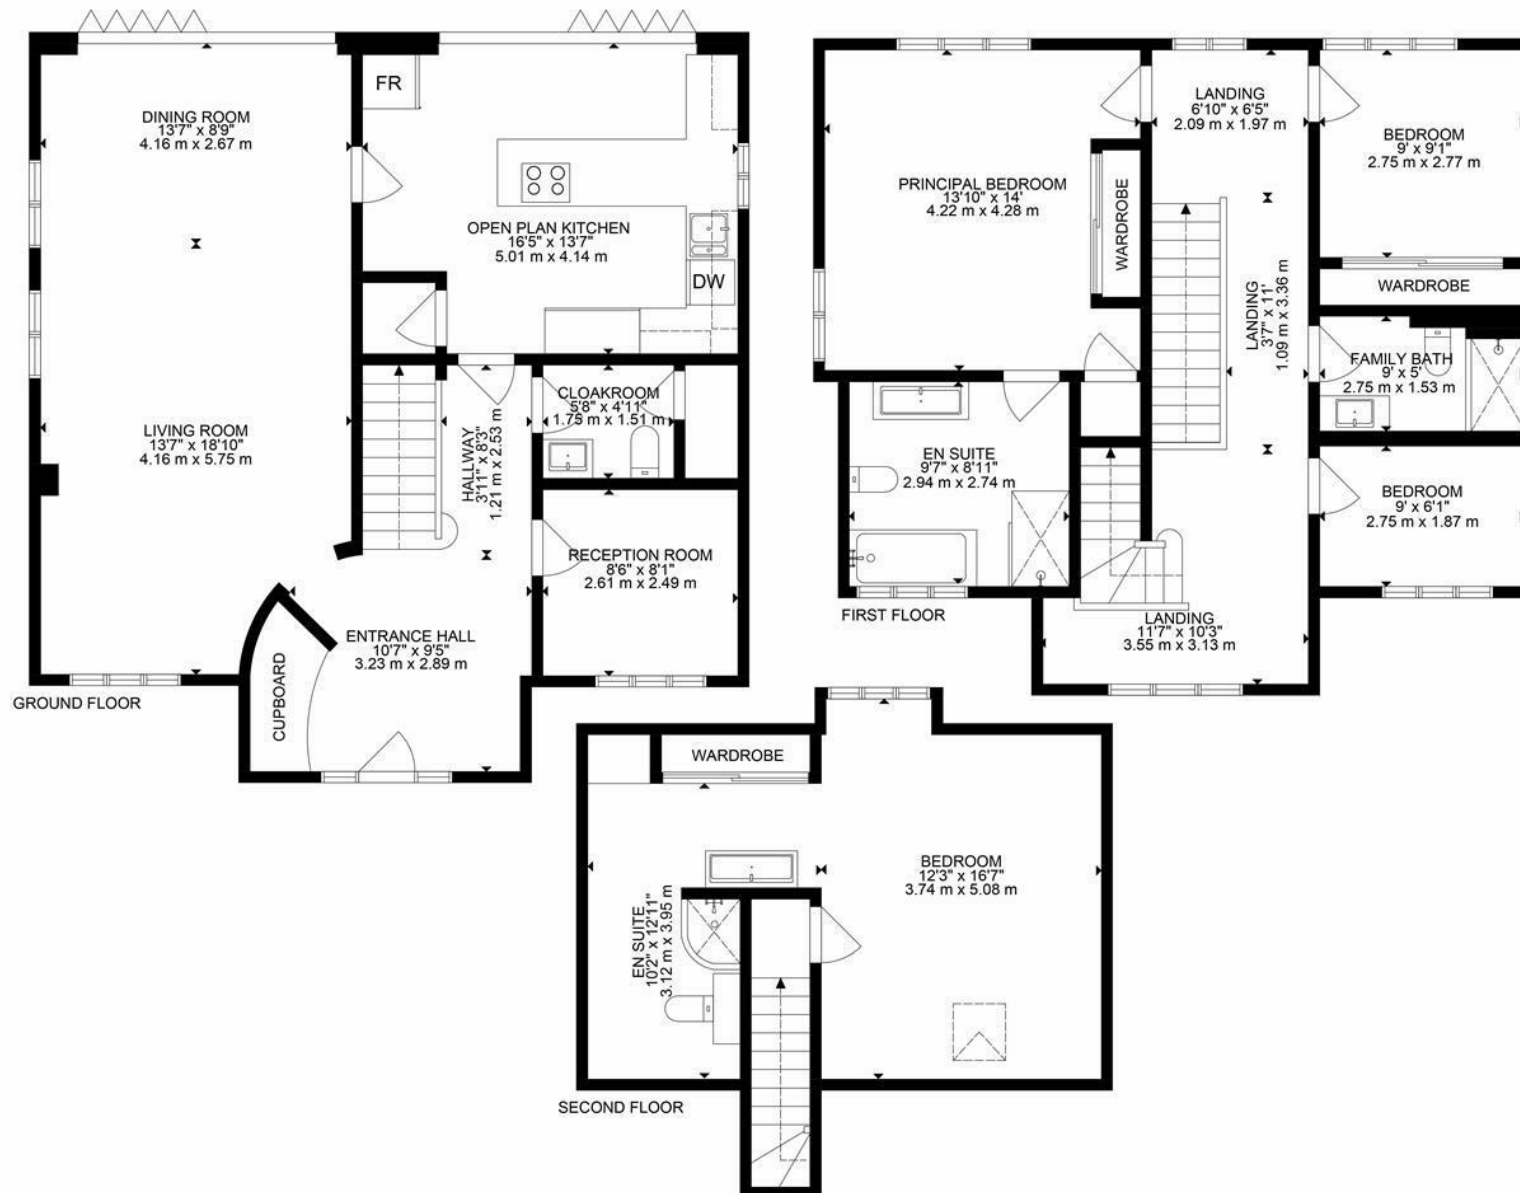 FR
DINING ROOM
13'7" x 8'9"
4.16 m x 2.67 m
OPEN PLAN KITCHEN
16'5" x 13'7"
5.01 m x 4.14 m
DW
LIVING ROOM
13'7" x 18'10"
4.16 m x 5.75 m
HALLWAY
3'11" x 8'3"
1.21 m x 2.53 m
CLOAKROOM
5'8" x 4'11"
1.75 m x 1.51 m
RECEPTION ROOM
8'6" x 8'1"
2.61 m x 2.49 m
ENTRANCE HALL
10'7" x 9'5"
3.23 m x 2.89 m
CUPBOARD
GROUND FLOOR
PRINCIPAL BEDROOM
13'10" x 14'
4.22 m x 4.28 m
WARDROBE
LANDING
6'10" x 6'5"
2.09 m x 1.97 m
BEDROOM
9' x 9'1"
2.75 m x 2.77 m
WARDROBE
LANDING
3'7" x 11'
1.09 m x 3.36 m
FAMILY BATH
9' x 5'
2.75 m x 1.53 m
EN SUITE
9'7" x 8'11"
2.94 m x 2.74 m
BEDROOM
9' x 6'1"
2.75 m x 1.87 m
LANDING
11'7" x 10'3"
3.55 m x 3.13 m
FIRST FLOOR
WARDROBE
BEDROOM
12'3" x 16'7"
3.74 m x 5.08 m
EN SUITE
10'2" x 12'11"
3.12 m x 3.95 m
SECOND FLOOR